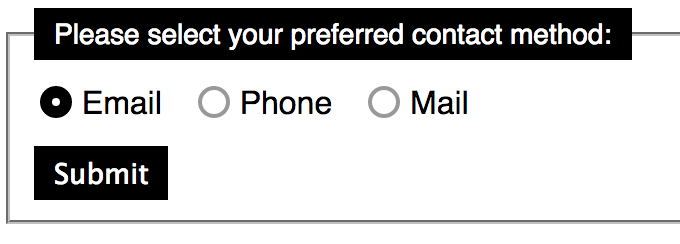 Please select your preferred contact method:
Email Phone Mail
Submit